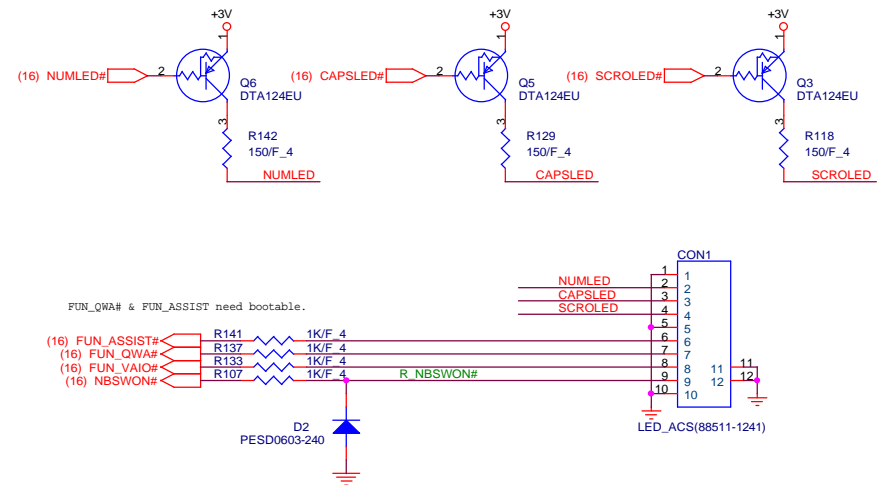 +3V +3V +3V
1 1 1
(16) NUMLED# 2 (16) CAPSLED# 2 (16) SCROLED# 2
Q6 Q5 Q3
DTA124EU DTA124EU DTA124EU
3 3 3
R142 R129 R118
150/F_4 150/F_4 150/F_4
NUMLED CAPSLED SCROLED
CON1
1 1
NUMLED 2 2
CAPSLED 3 3
SCROLED 4 4
5 5
FUN_QWA# & FUN_ASSIST need bootable.
(16) FUN_ASSIST# R141 1K/F_4 6 6
(16) FUN_QWA# R137 1K/F_4 7 7
(16) FUN_VAIO# R133 1K/F_4 8 8 11 11
(16) NBSWON# R107 1K/F_4 R_NBSWON# 9 9 12 12
10 10
D2
PESD0603-240
LED_ACS(88511-1241)